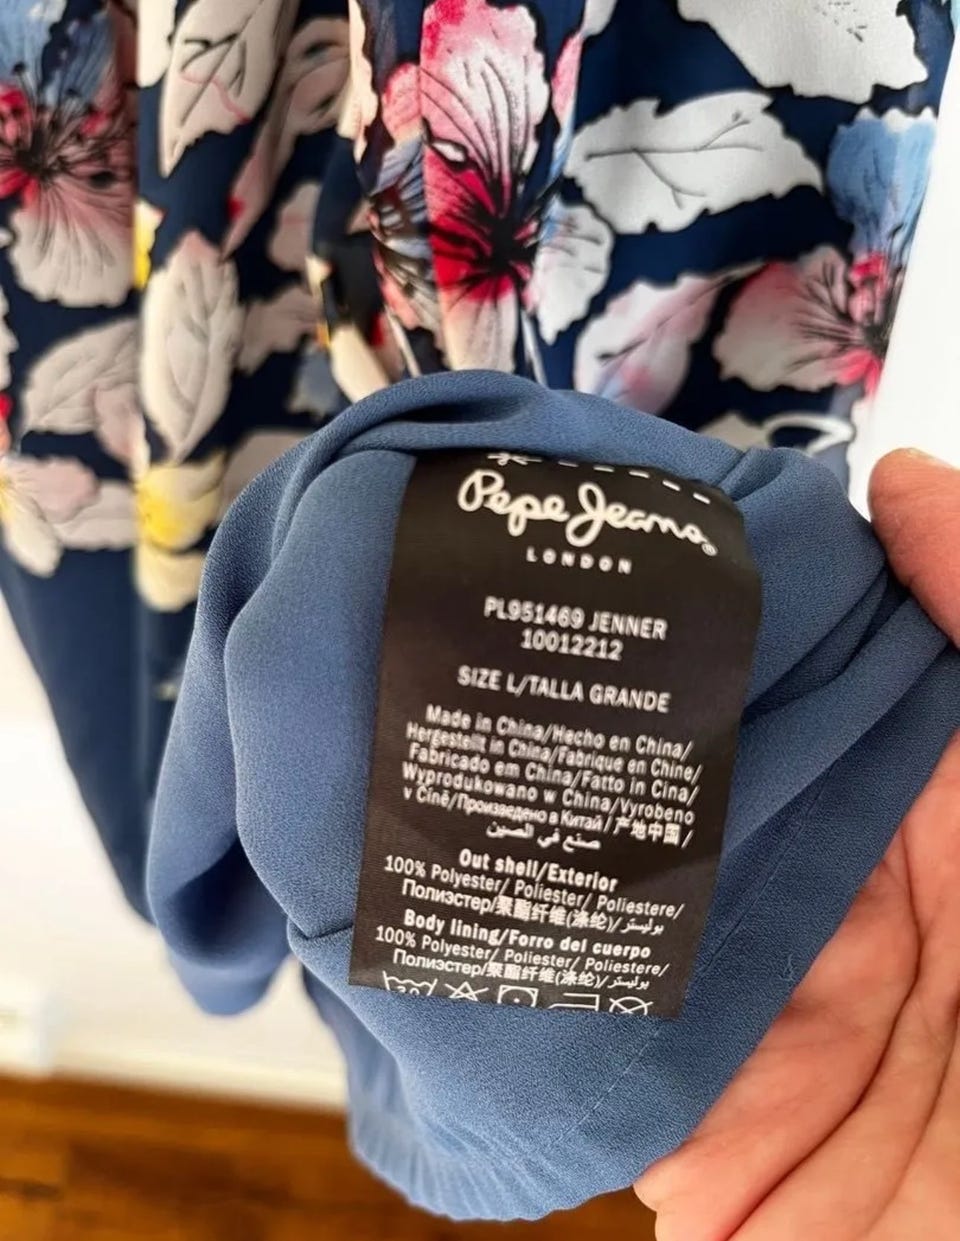 Pepe Jeans®
LONDON
PL951469 JENNER
10012212
SIZE L/TALLA GRANDE
Made in China/Hecho en China/
Hergestellt in China/Fabrique en Chine/
Fabricado em China/Fatto in Cina/
Wyprodukowano w China/Vyrobeno
v Cině/Произведено в Китай/产地中国/
صنع في الصين
Out shell/Exterior
100% Polyester/ Poliester/ Poliestere/
Полиэстер/聚酯纤维(涤纶)/بوليستر
Body lining/Forro del cuerpo
100% Polyester/ Poliester/ Poliestere/
Полиэстер/聚酯纤维(涤纶)/بوليستر